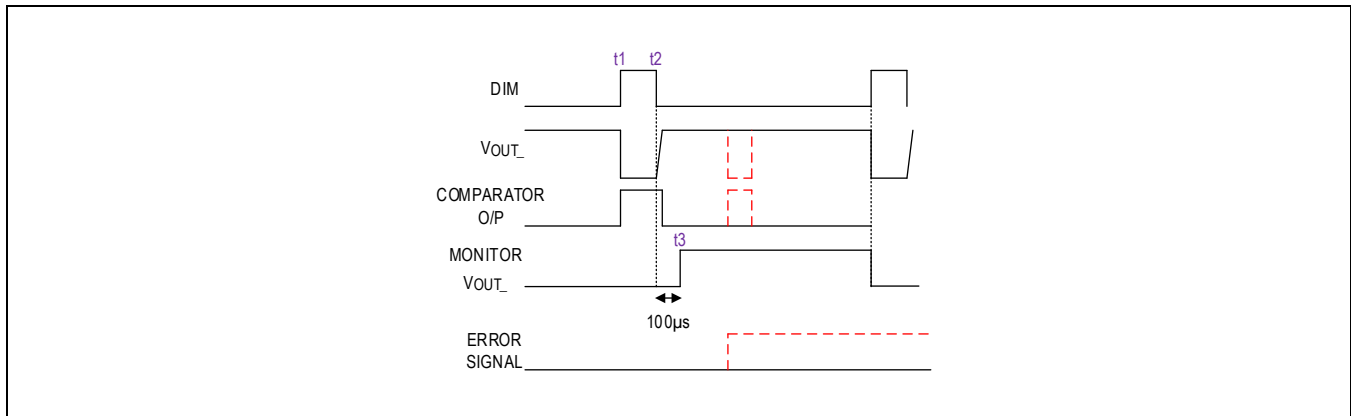 t1 t2
DIM
VOUT_
COMPARATOR
O/P
t3
MONITOR
VOUT_
100µs
ERROR
SIGNAL